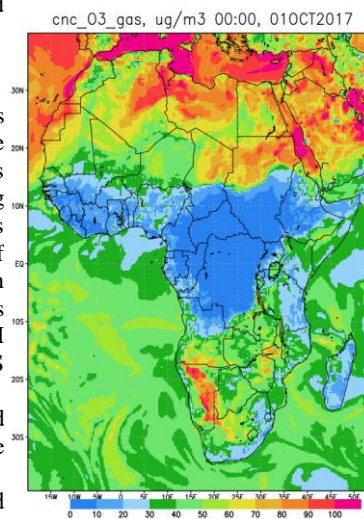 cnc_O3_gas, ug/m3 00:00, 01OCT2017
30N
20N
10N
EQ
10S
20S
30S
15W 10W 5W 0 5E 10E 15E 20E 25E 30E 35E 40E 45E 50E
0 10 20 30 40 50 60 70 80 90 100